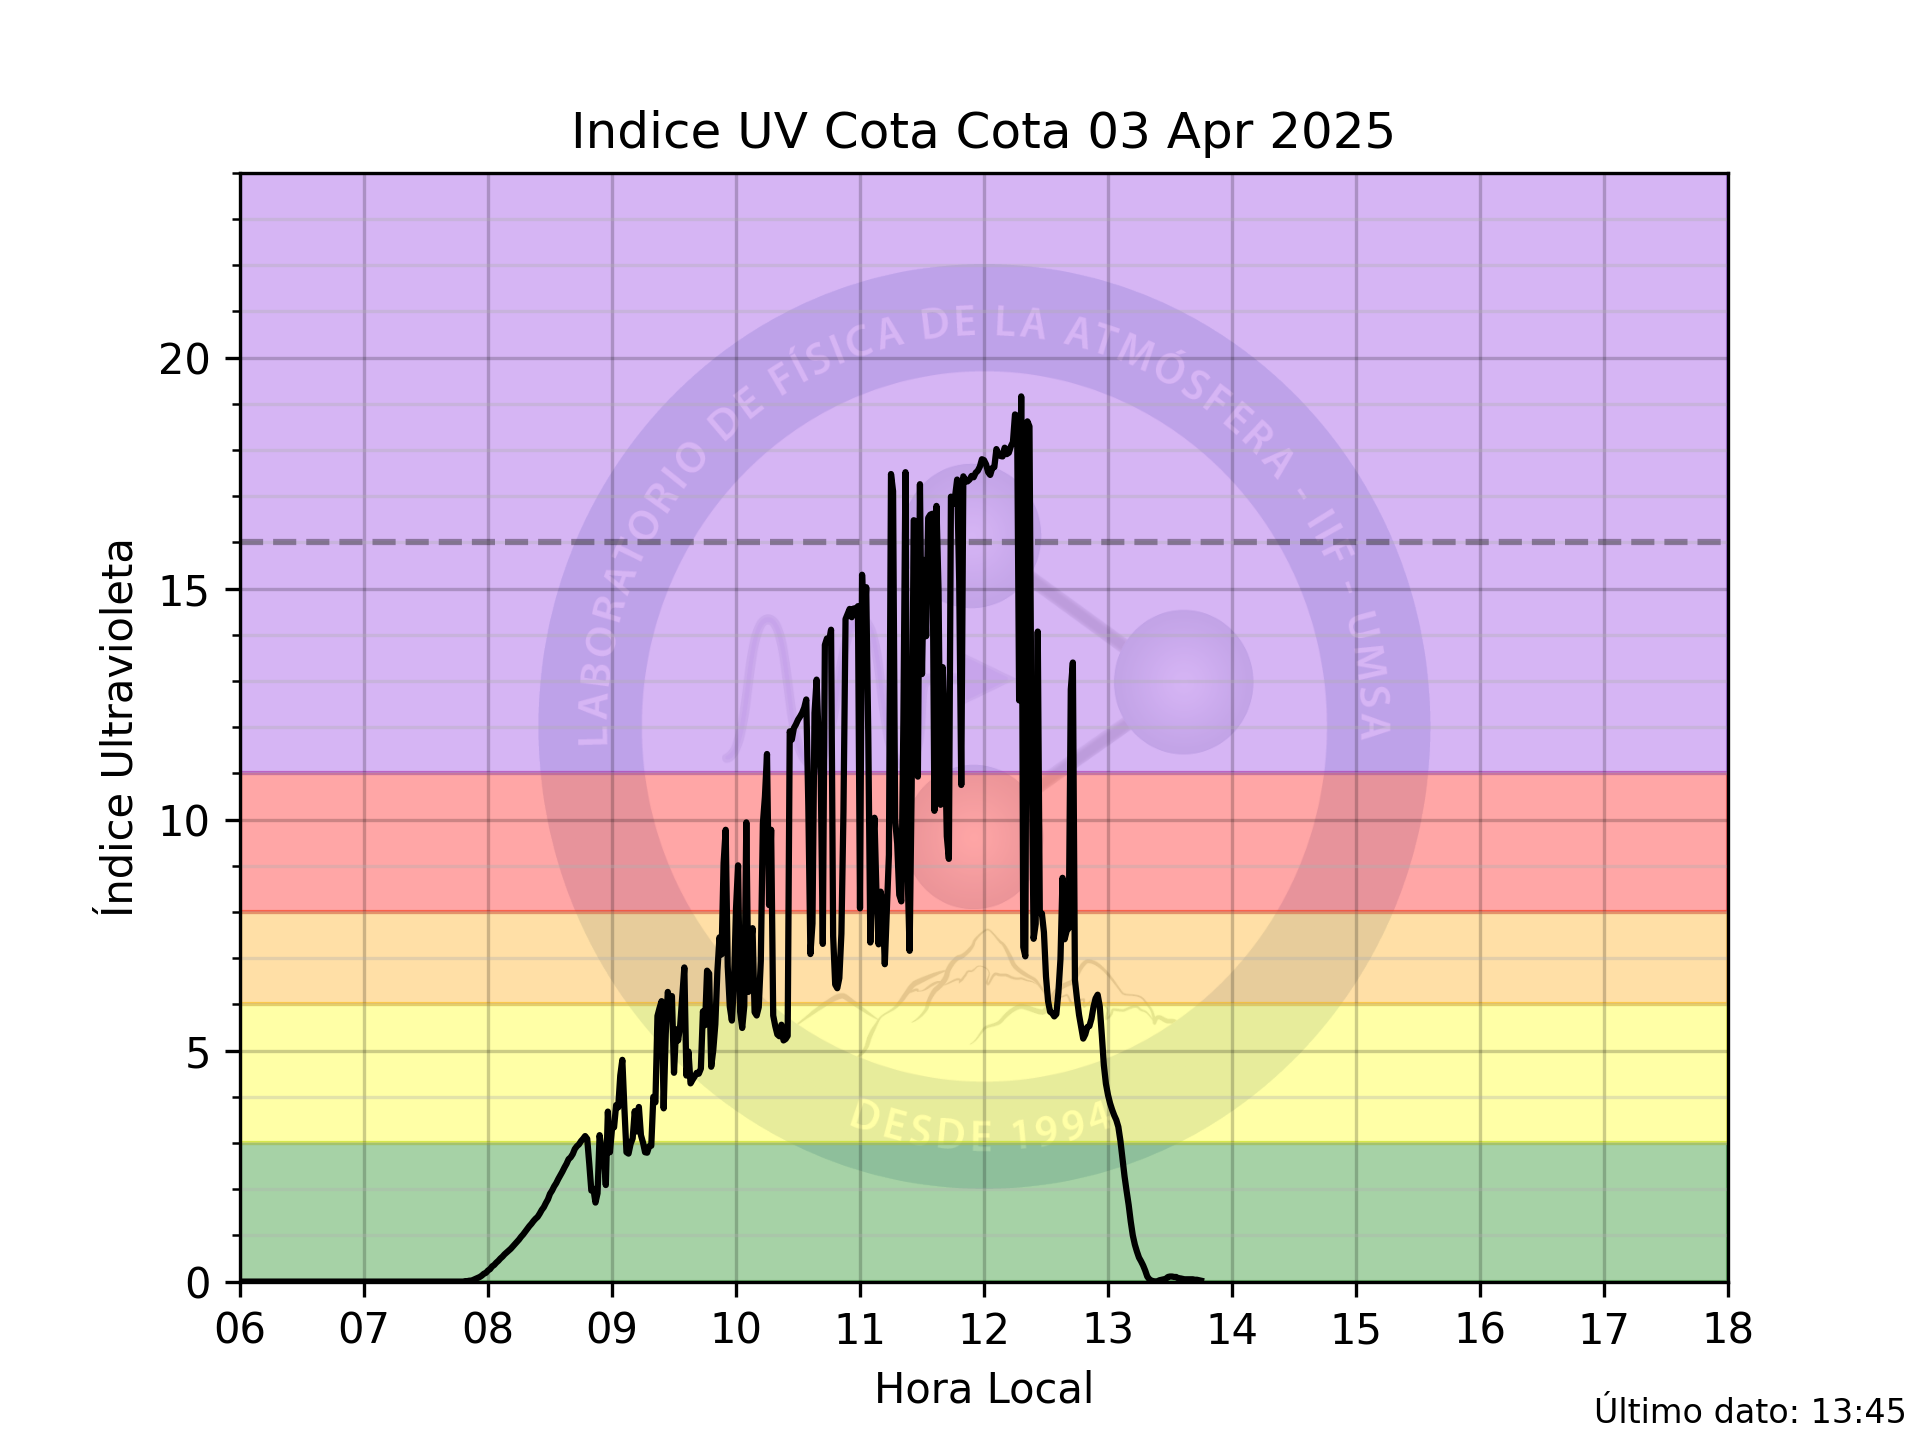 Indice UV Cota Cota 03 Apr 2025
Índice Ultravioleta
20
15
10
5
0
LABORATORIO DE FÍSICA DE LA ATMÓSFERA - IIF - UMSA
DESDE 1994
06 07 08 09 10 11 12 13 14 15 16 17 18
Hora Local
Último dato: 13:45